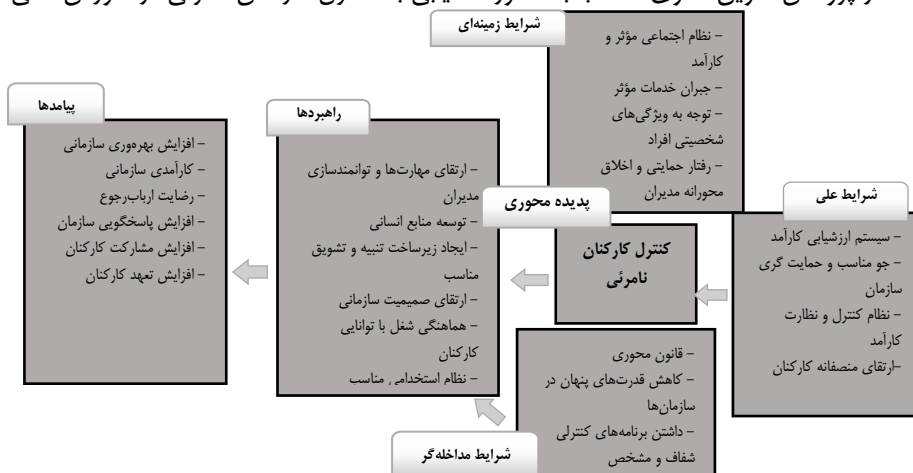 شرایط زمینه‌ای
- نظام اجتماعی مؤثر و
کارآمد
- جبران خدمات مؤثر
- توجه به ویژگی‌های
شخصیتی افراد
- رفتار حمایتی و اخلاق
محورانه مدیران
شرایط علی
- سیستم ارزشیابی کارآمد
- جو مناسب و حمایت گری
سازمان
- نظام کنترل و نظارت
کارآمد
-ارتقای منصفانه کارکنان
پدیده محوری
کنترل کارکنان
نامرئی
راهبردها
- ارتقای مهارت‌ها و توانمندسازی
مدیران
- توسعه منابع انسانی
- ایجاد زیرساخت تنبیه و تشویق
مناسب
- ارتقای صمیمیت سازمانی
- هماهنگی شغل با توانایی
کارکنان
- نظام استخدامی مناسب
پیامدها
- افزایش بهره‌وری سازمانی
- کارآمدی سازمانی
- رضایت ارباب‌رجوع
- افزایش پاسخگویی سازمان
- افزایش مشارکت کارکنان
- افزایش تعهد کارکنان
- قانون محوری
- کاهش قدرت‌های پنهان در
سازمان‌ها
- داشتن برنامه‌های کنترلی
شفاف و مشخص
شرایط مداخله‌گر